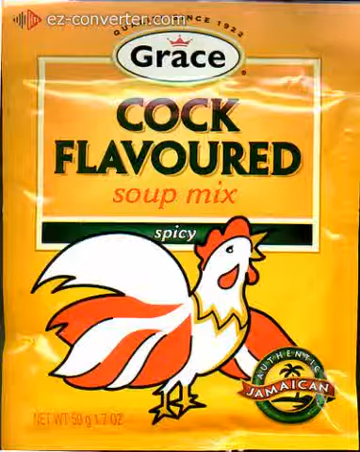 ez-converter.com
QUALITY SINCE 1922
Grace
COCK
FLAVOURED
soup mix
spicy
AUTHENTIC
JAMAICAN
NET WT 50 g 1.7 OZ